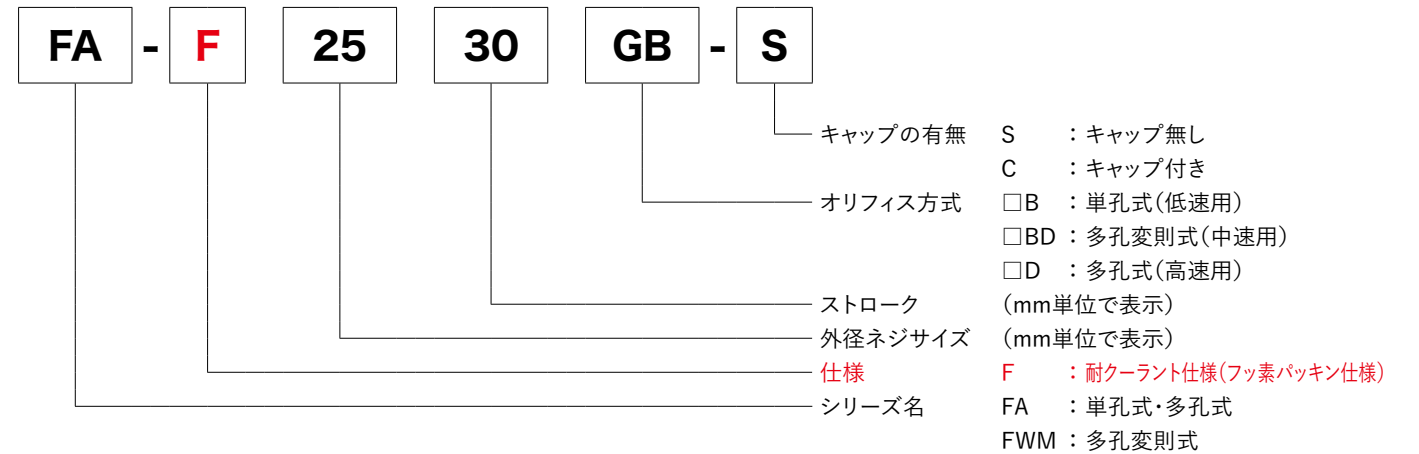 FA - F 25 30 GB - S
キャップの有無 S ：キャップ無し
C ：キャップ付き
オリフィス方式 □B ：単孔式（低速用）
□BD ：多孔変則式（中速用）
□D ：多孔式（高速用）
ストローク （mm単位で表示）
外径ネジサイズ （mm単位で表示）
仕様 F ：耐クーラント仕様（フッ素パッキン仕様）
シリーズ名 FA ：単孔式・多孔式
FWM ：多孔変則式